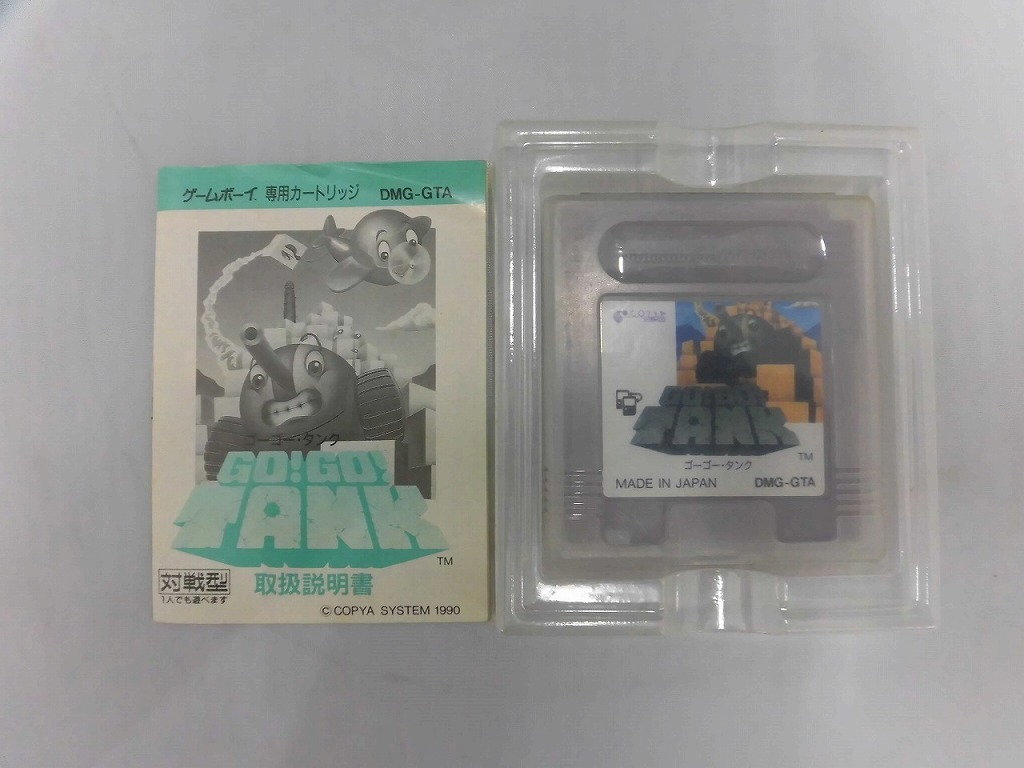 ゲームボーイ 専用カートリッジ DMG-GTA
ゴーゴー・タンク
GO! GO!
TANK
TM
対戦型
1人でも遊べます
取扱説明書
© COPYA SYSTEM 1990
GO! GO!
TANK
TM
ゴーゴー・タンク
MADE IN JAPAN DMG-GTA